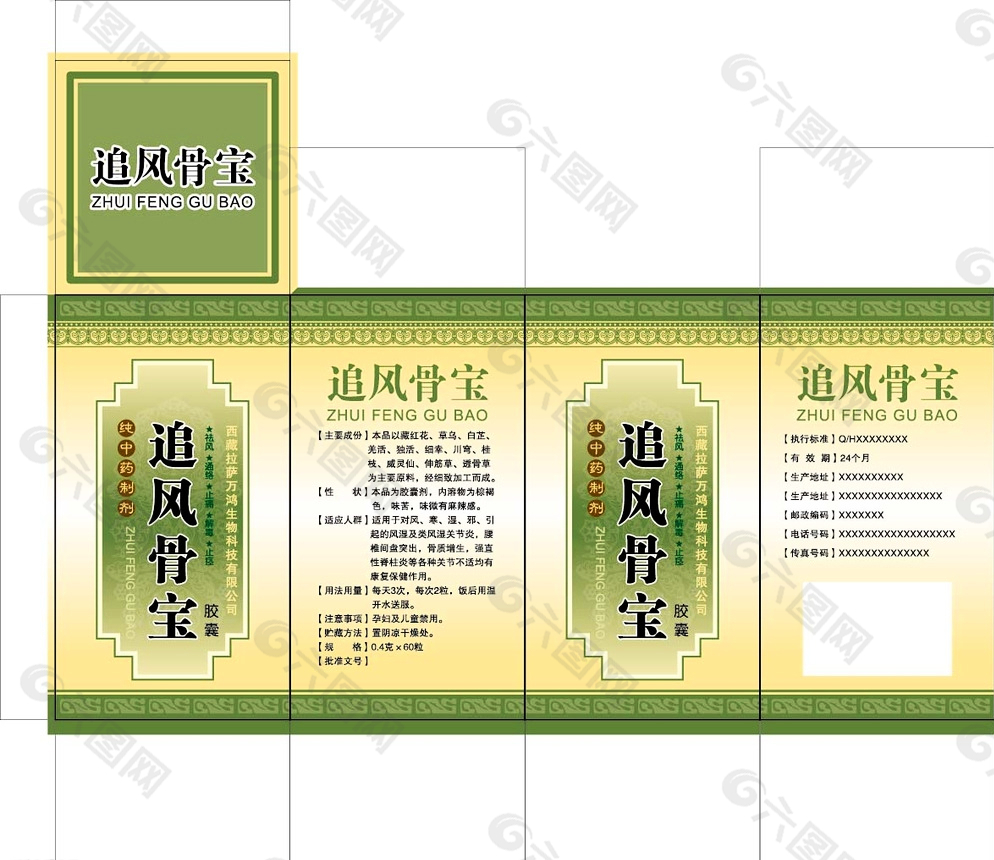 追风骨宝
ZHUI FENG GU BAO
纯中药制剂
追风骨宝
胶囊
ZHUI FENG GU BAO
★祛风★通络★止痛★解毒★止痉
西藏拉萨万鸿生物科技有限公司
追风骨宝
ZHUI FENG GU BAO
【主要成份】本品以藏红花、草乌、白芷、
羌活、独活、细幸、川穹、桂
枝、威灵仙、伸筋草、透骨草
为主要原料，经细致加工而成。
【性　　状】本品为胶囊剂，内溶物为棕褐
色，味苦，味微有麻辣感。
【适应人群】适用于对风、寒、湿、邪、引
起的风湿及类风湿关节炎，腰
椎间盘突出，骨质增生，强直
性脊柱炎等各种关节不适均有
康复保健作用。
【用法用量】每天3次，每次2粒，饭后用温
开水送服。
【注意事项】孕妇及儿童禁用。
【贮藏方法】置阴凉干燥处。
【规　　格】0.4克×60粒
【批准文号】
纯中药制剂
追风骨宝
胶囊
ZHUI FENG GU BAO
★祛风★通络★止痛★解毒★止痉
西藏拉萨万鸿生物科技有限公司
追风骨宝
ZHUI FENG GU BAO
【执行标准】Q/HXXXXXXXX
【有 效 期】24个月
【生产地址】XXXXXXXXXX
【生产地址】XXXXXXXXXXXXXXXX
【邮政编码】XXXXXXX
【电话号码】XXXXXXXXXXXXXXXXXX
【传真号码】XXXXXXXXXXXXXX
六图网